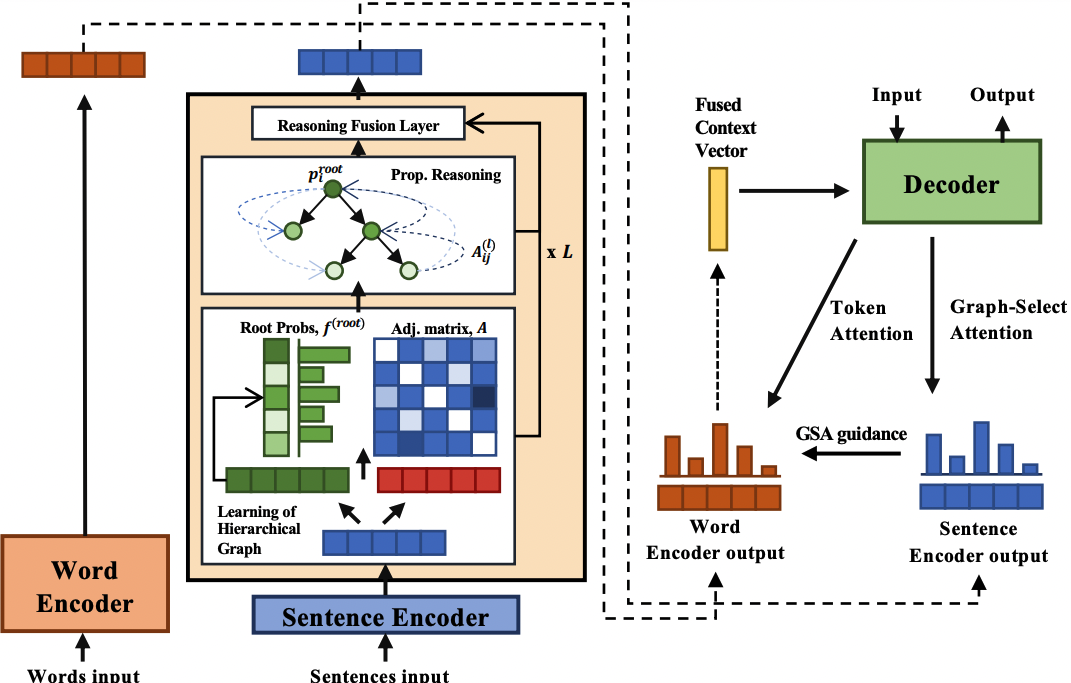 Reasoning Fusion Layer
p_i^{root}
Prop. Reasoning
A_{ij}^{(l)}
x L
Root Probs, f^{(root)}
Adj. matrix, A
Learning of
Hierarchical
Graph
Word
Encoder
Sentence Encoder
Words input
Sentences input
Fused
Context
Vector
Input
Output
Decoder
Token
Attention
Graph-Select
Attention
GSA guidance
Word
Encoder output
Sentence
Encoder output